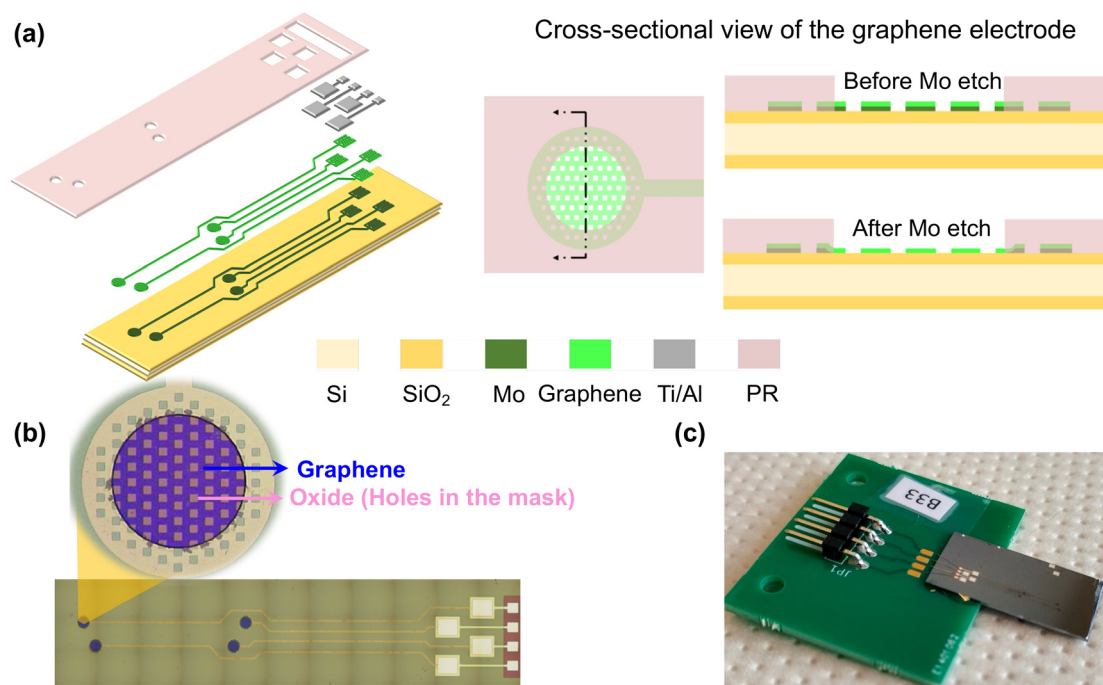 (a)
Cross-sectional view of the graphene electrode
Before Mo etch
After Mo etch
Si
SiO₂
Mo
Graphene
Ti/Al
PR
(b)
Graphene
Oxide (Holes in the mask)
(c)
B33
JP1